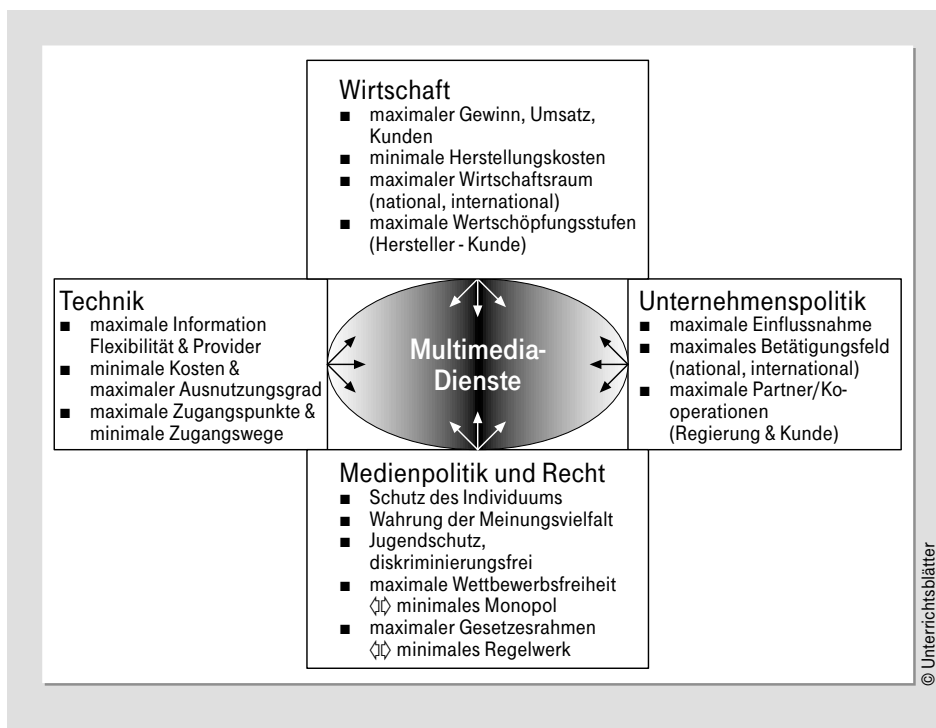 Wirtschaft
■ maximaler Gewinn, Umsatz,
Kunden
■ minimale Herstellungskosten
■ maximaler Wirtschaftsraum
(national, international)
■ maximale Wertschöpfungsstufen
(Hersteller - Kunde)
Technik
■ maximale Information
Flexibilität & Provider
■ minimale Kosten &
maximaler Ausnutzungsgrad
■ maximale Zugangspunkte &
minimale Zugangswege
Multimedia-
Dienste
Unternehmenspolitik
■ maximale Einflussnahme
■ maximales Betätigungsfeld
(national, international)
■ maximale Partner/Ko-
operationen
(Regierung & Kunde)
Medienpolitik und Recht
■ Schutz des Individuums
■ Wahrung der Meinungsvielfalt
■ Jugendschutz,
diskriminierungsfrei
■ maximale Wettbewerbsfreiheit
minimales Monopol
■ maximaler Gesetzesrahmen
minimales Regelwerk
© Unterrichtsblätter